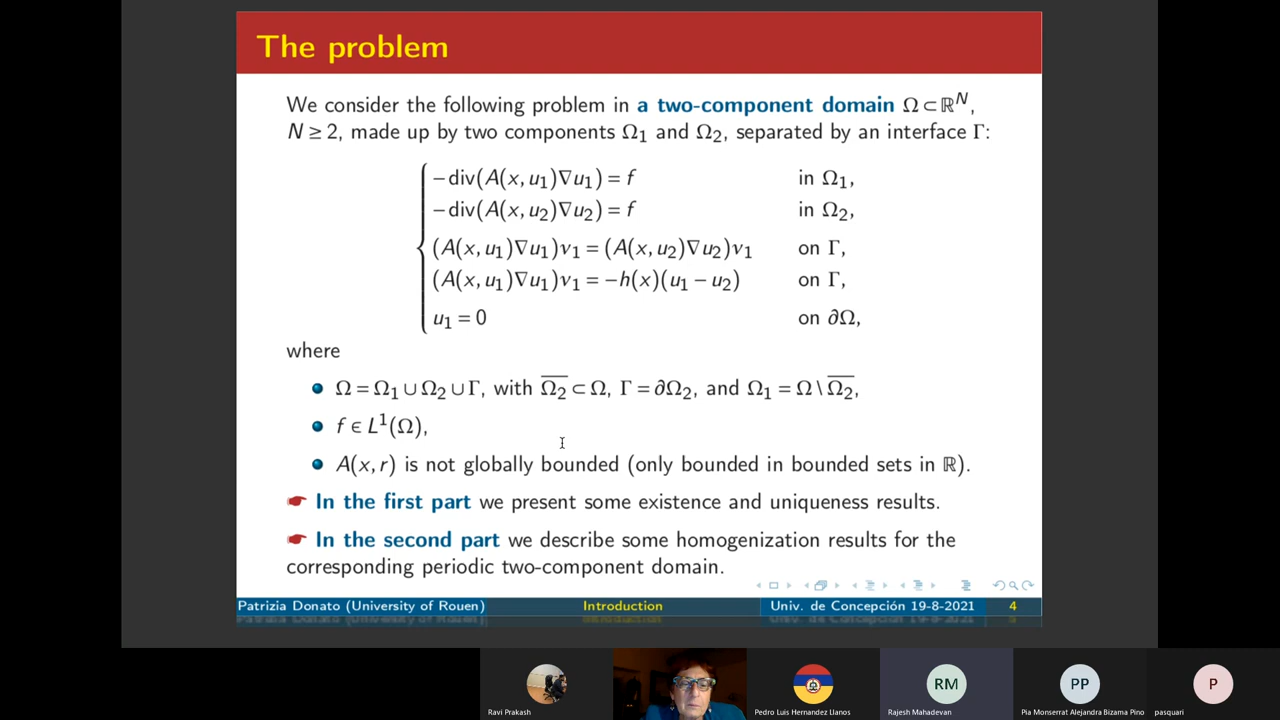 The problem
We consider the following problem in a two-component domain Ω ⊂ ℝᴺ,
N ≥ 2, made up by two components Ω₁ and Ω₂, separated by an interface Γ:
−div(A(x, u₁)∇u₁) = f in Ω₁,
−div(A(x, u₂)∇u₂) = f in Ω₂,
(A(x, u₁)∇u₁)ν₁ = (A(x, u₂)∇u₂)ν₁ on Γ,
(A(x, u₁)∇u₁)ν₁ = −h(x)(u₁ − u₂) on Γ,
u₁ = 0 on ∂Ω,
where
Ω = Ω₁ ∪ Ω₂ ∪ Γ, with Ω̅₂ ⊂ Ω, Γ = ∂Ω₂, and Ω₁ = Ω \ Ω̅₂,
f ∈ L¹(Ω),
A(x, r) is not globally bounded (only bounded in bounded sets in ℝ).
In the first part we present some existence and uniqueness results.
In the second part we describe some homogenization results for the
corresponding periodic two-component domain.
Patrizia Donato (University of Rouen) Introduction Univ. de Concepción 19-8-2021 4
RM PP P
Ravi Prakash Pedro Luis Hernandez Llanos Rajesh Mahadevan Pia Monserrat Alejandra Bizama Pino pasquari